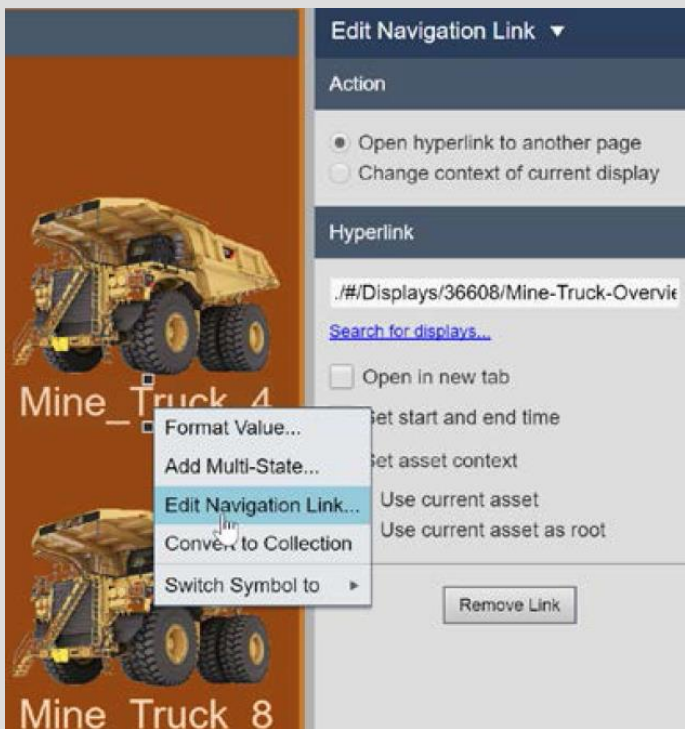 Edit Navigation Link ▼
Action
Open hyperlink to another page
Change context of current display
Hyperlink
./#/Displays/36608/Mine-Truck-Overvie
Search for displays...
Open in new tab
Set start and end time
Set asset context
Use current asset
Use current asset as root
Remove Link
Mine_Truck_4
Format Value...
Add Multi-State...
Edit Navigation Link...
Convert to Collection
Switch Symbol to
Mine_Truck_8